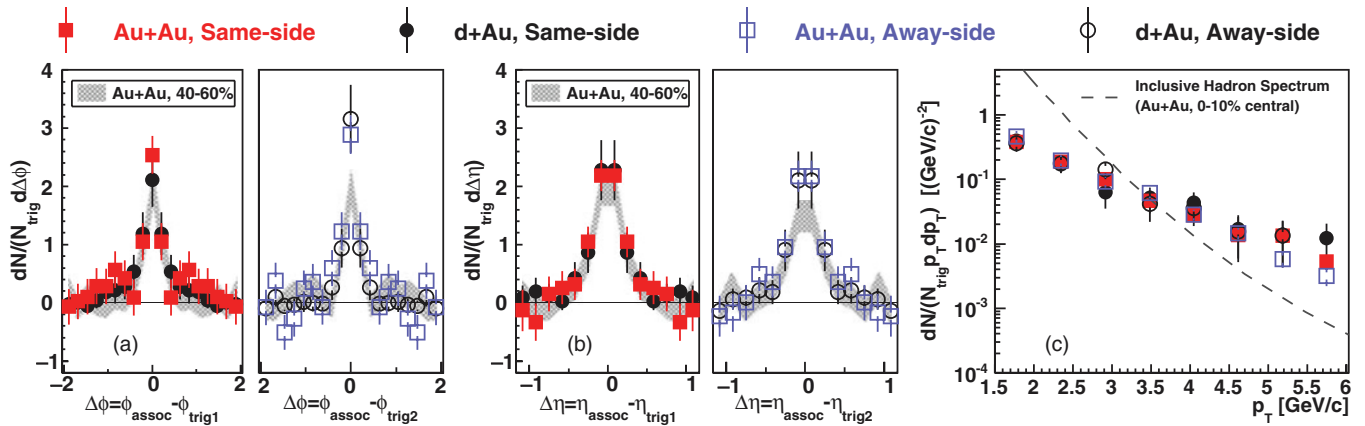 Au+Au, Same-side
d+Au, Same-side
Au+Au, Away-side
d+Au, Away-side
dN/(N_trig dΔϕ)
4
3
2
1
0
−1
Au+Au, 40-60%
(a)
−2 0 2
Δϕ=ϕ_assoc-ϕ_trig1
2 0 2
Δϕ=ϕ_assoc-ϕ_trig2
dN/(N_trig dΔη)
4
3
2
1
0
−1
Au+Au, 40-60%
(b)
−1 0 1
Δη=η_assoc-η_trig1
−1 0 1
Δη=η_assoc-η_trig2
dN/(N_trig p_T dp_T) [(GeV/c)^-2]
1
10^-1
10^-2
10^-3
10^-4
Inclusive Hadron Spectrum
(Au+Au, 0-10% central)
(c)
1.5 2 2.5 3 3.5 4 4.5 5 5.5 6
p_T [GeV/c]